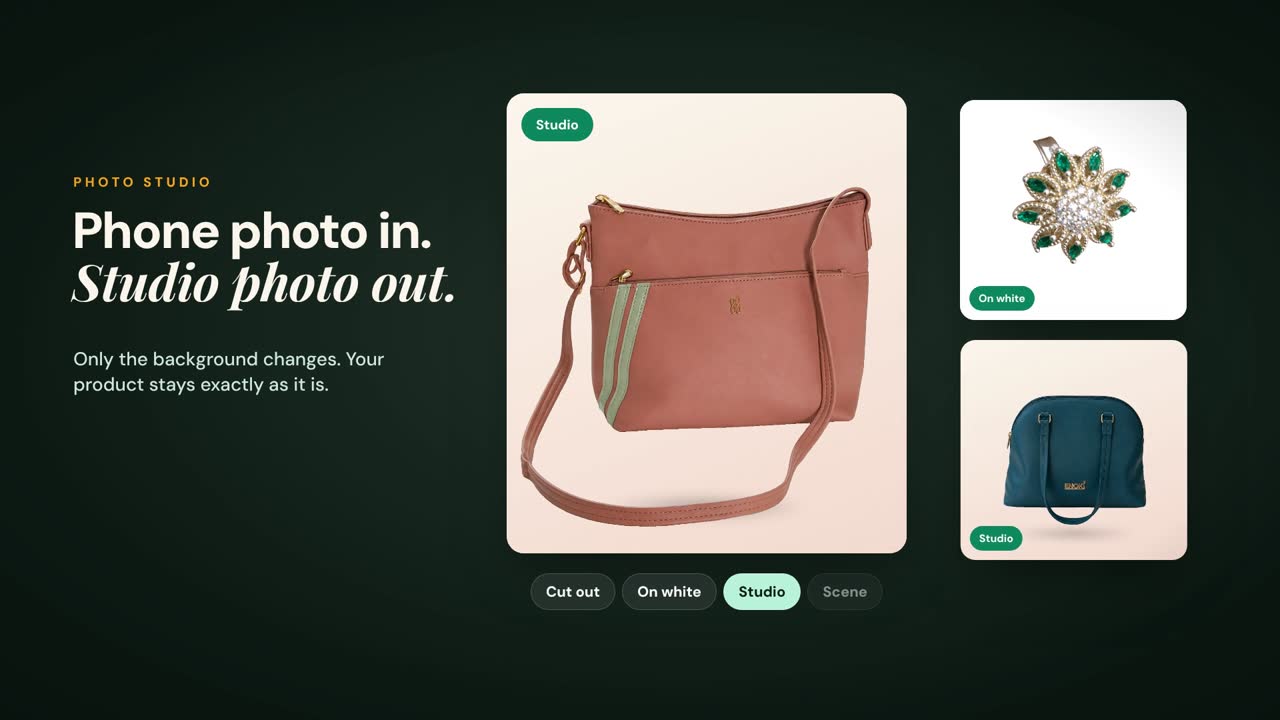 PHOTO STUDIO
Phone photo in.
Studio photo out.
Only the background changes. Your
product stays exactly as it is.
Studio
Cut out
On white
Studio
Scene
On white
Studio